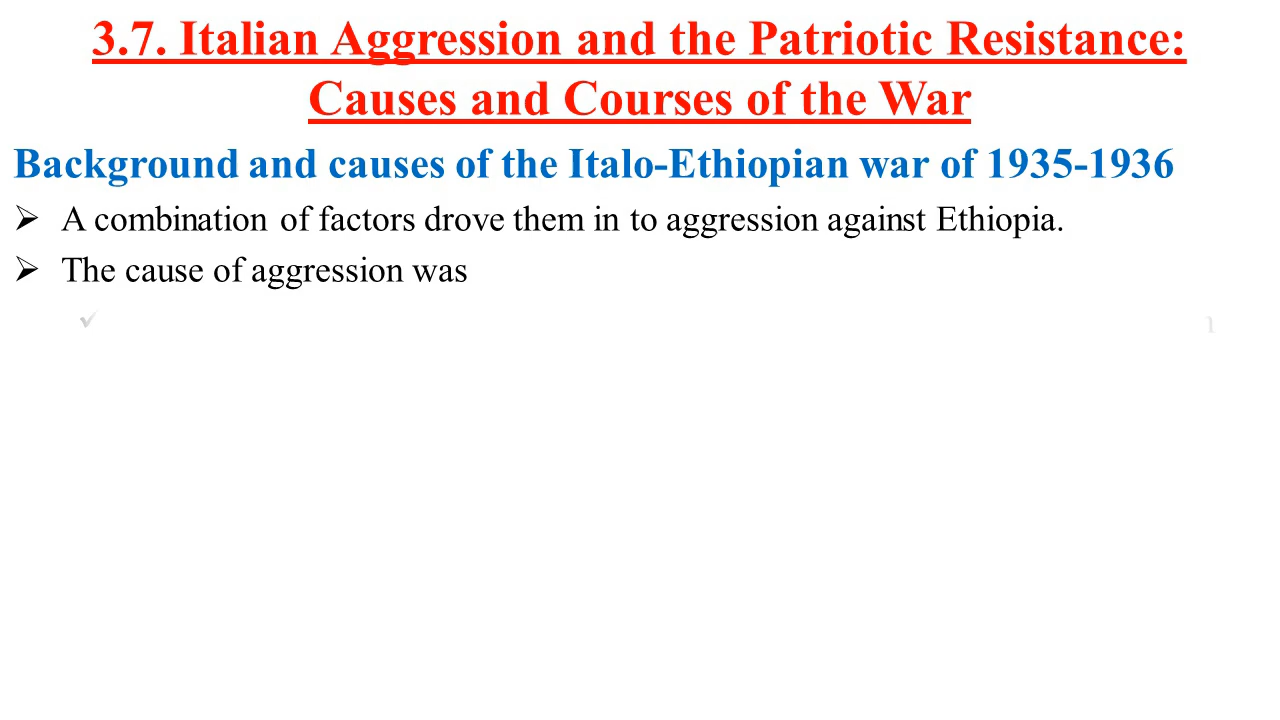 3.7. Italian Aggression and the Patriotic Resistance:
Causes and Courses of the War
Background and causes of the Italo-Ethiopian war of 1935-1936
➢ A combination of factors drove them in to aggression against Ethiopia.
➢ The cause of aggression was
✓